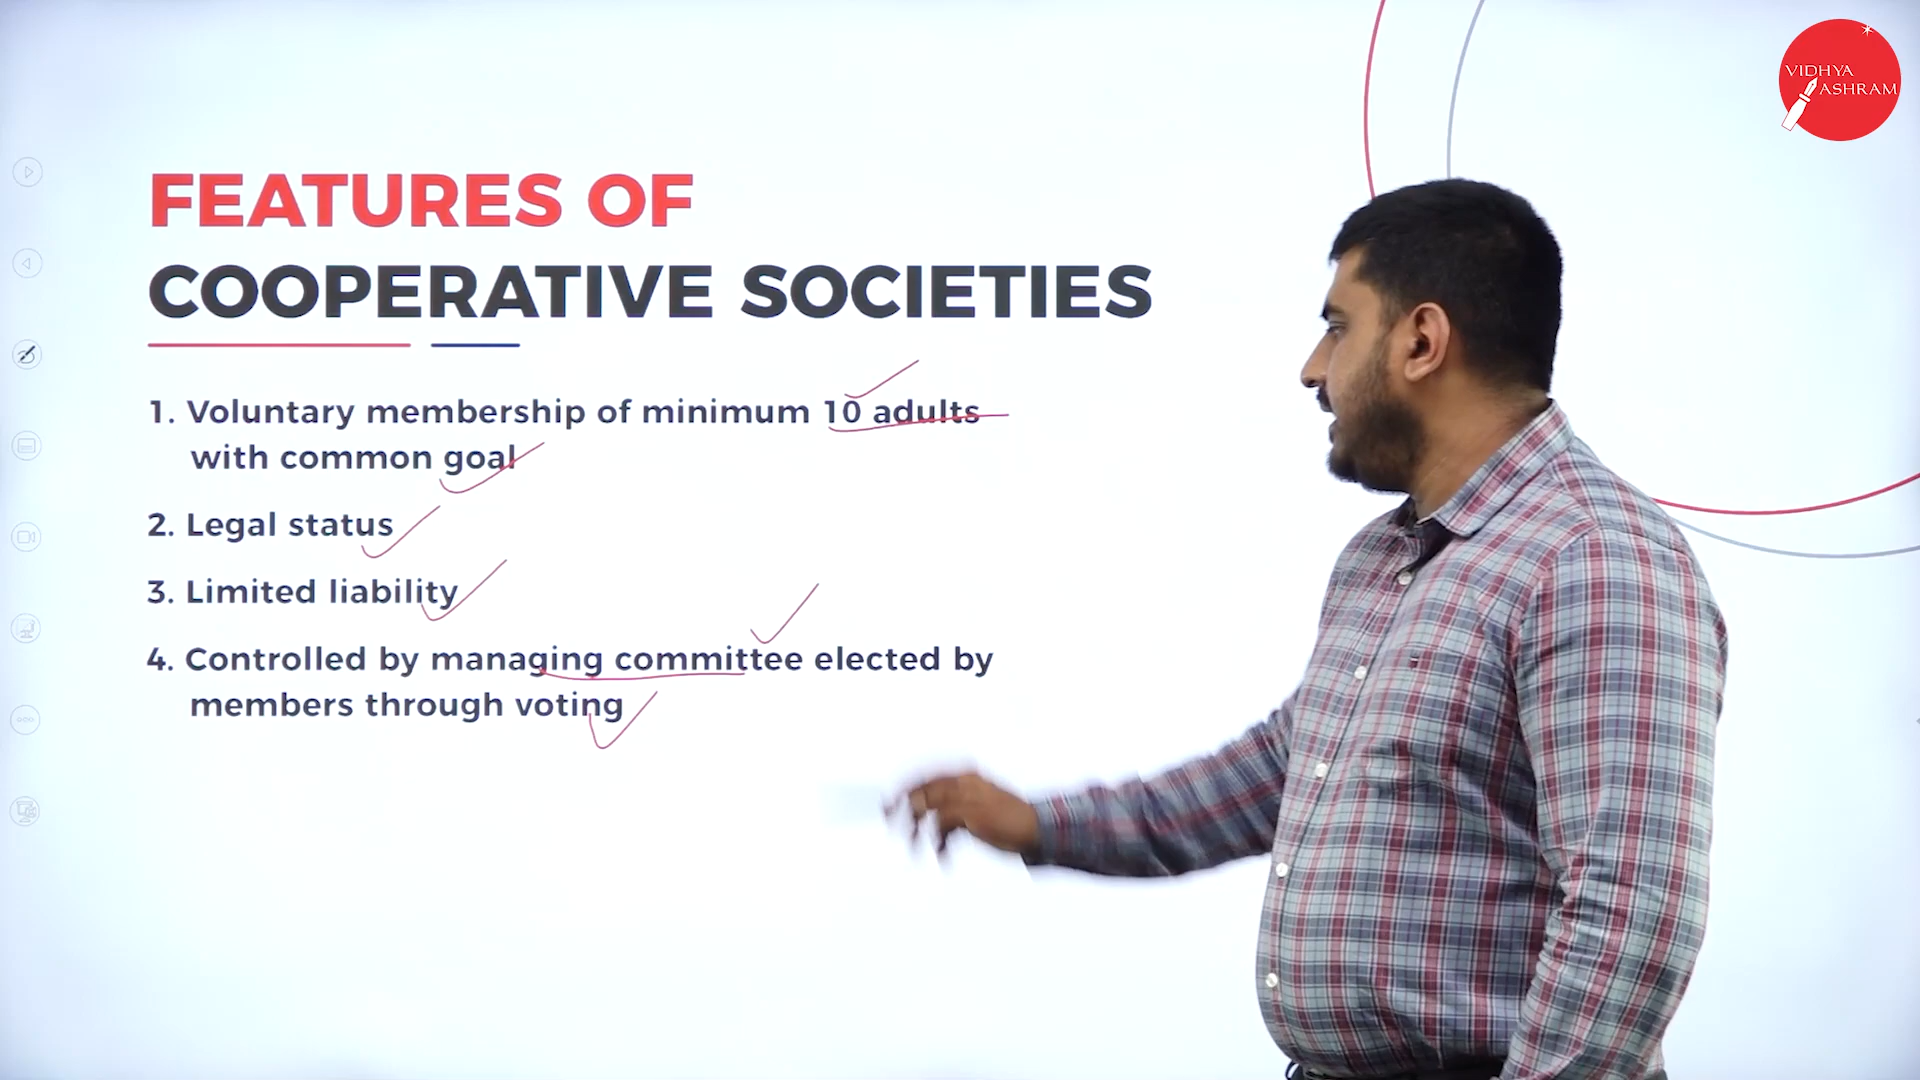 VIDHYA
ASHRAM
FEATURES OF
COOPERATIVE SOCIETIES
1. Voluntary membership of minimum 10 adults
with common goal
2. Legal status
3. Limited liability
4. Controlled by managing committee elected by
members through voting